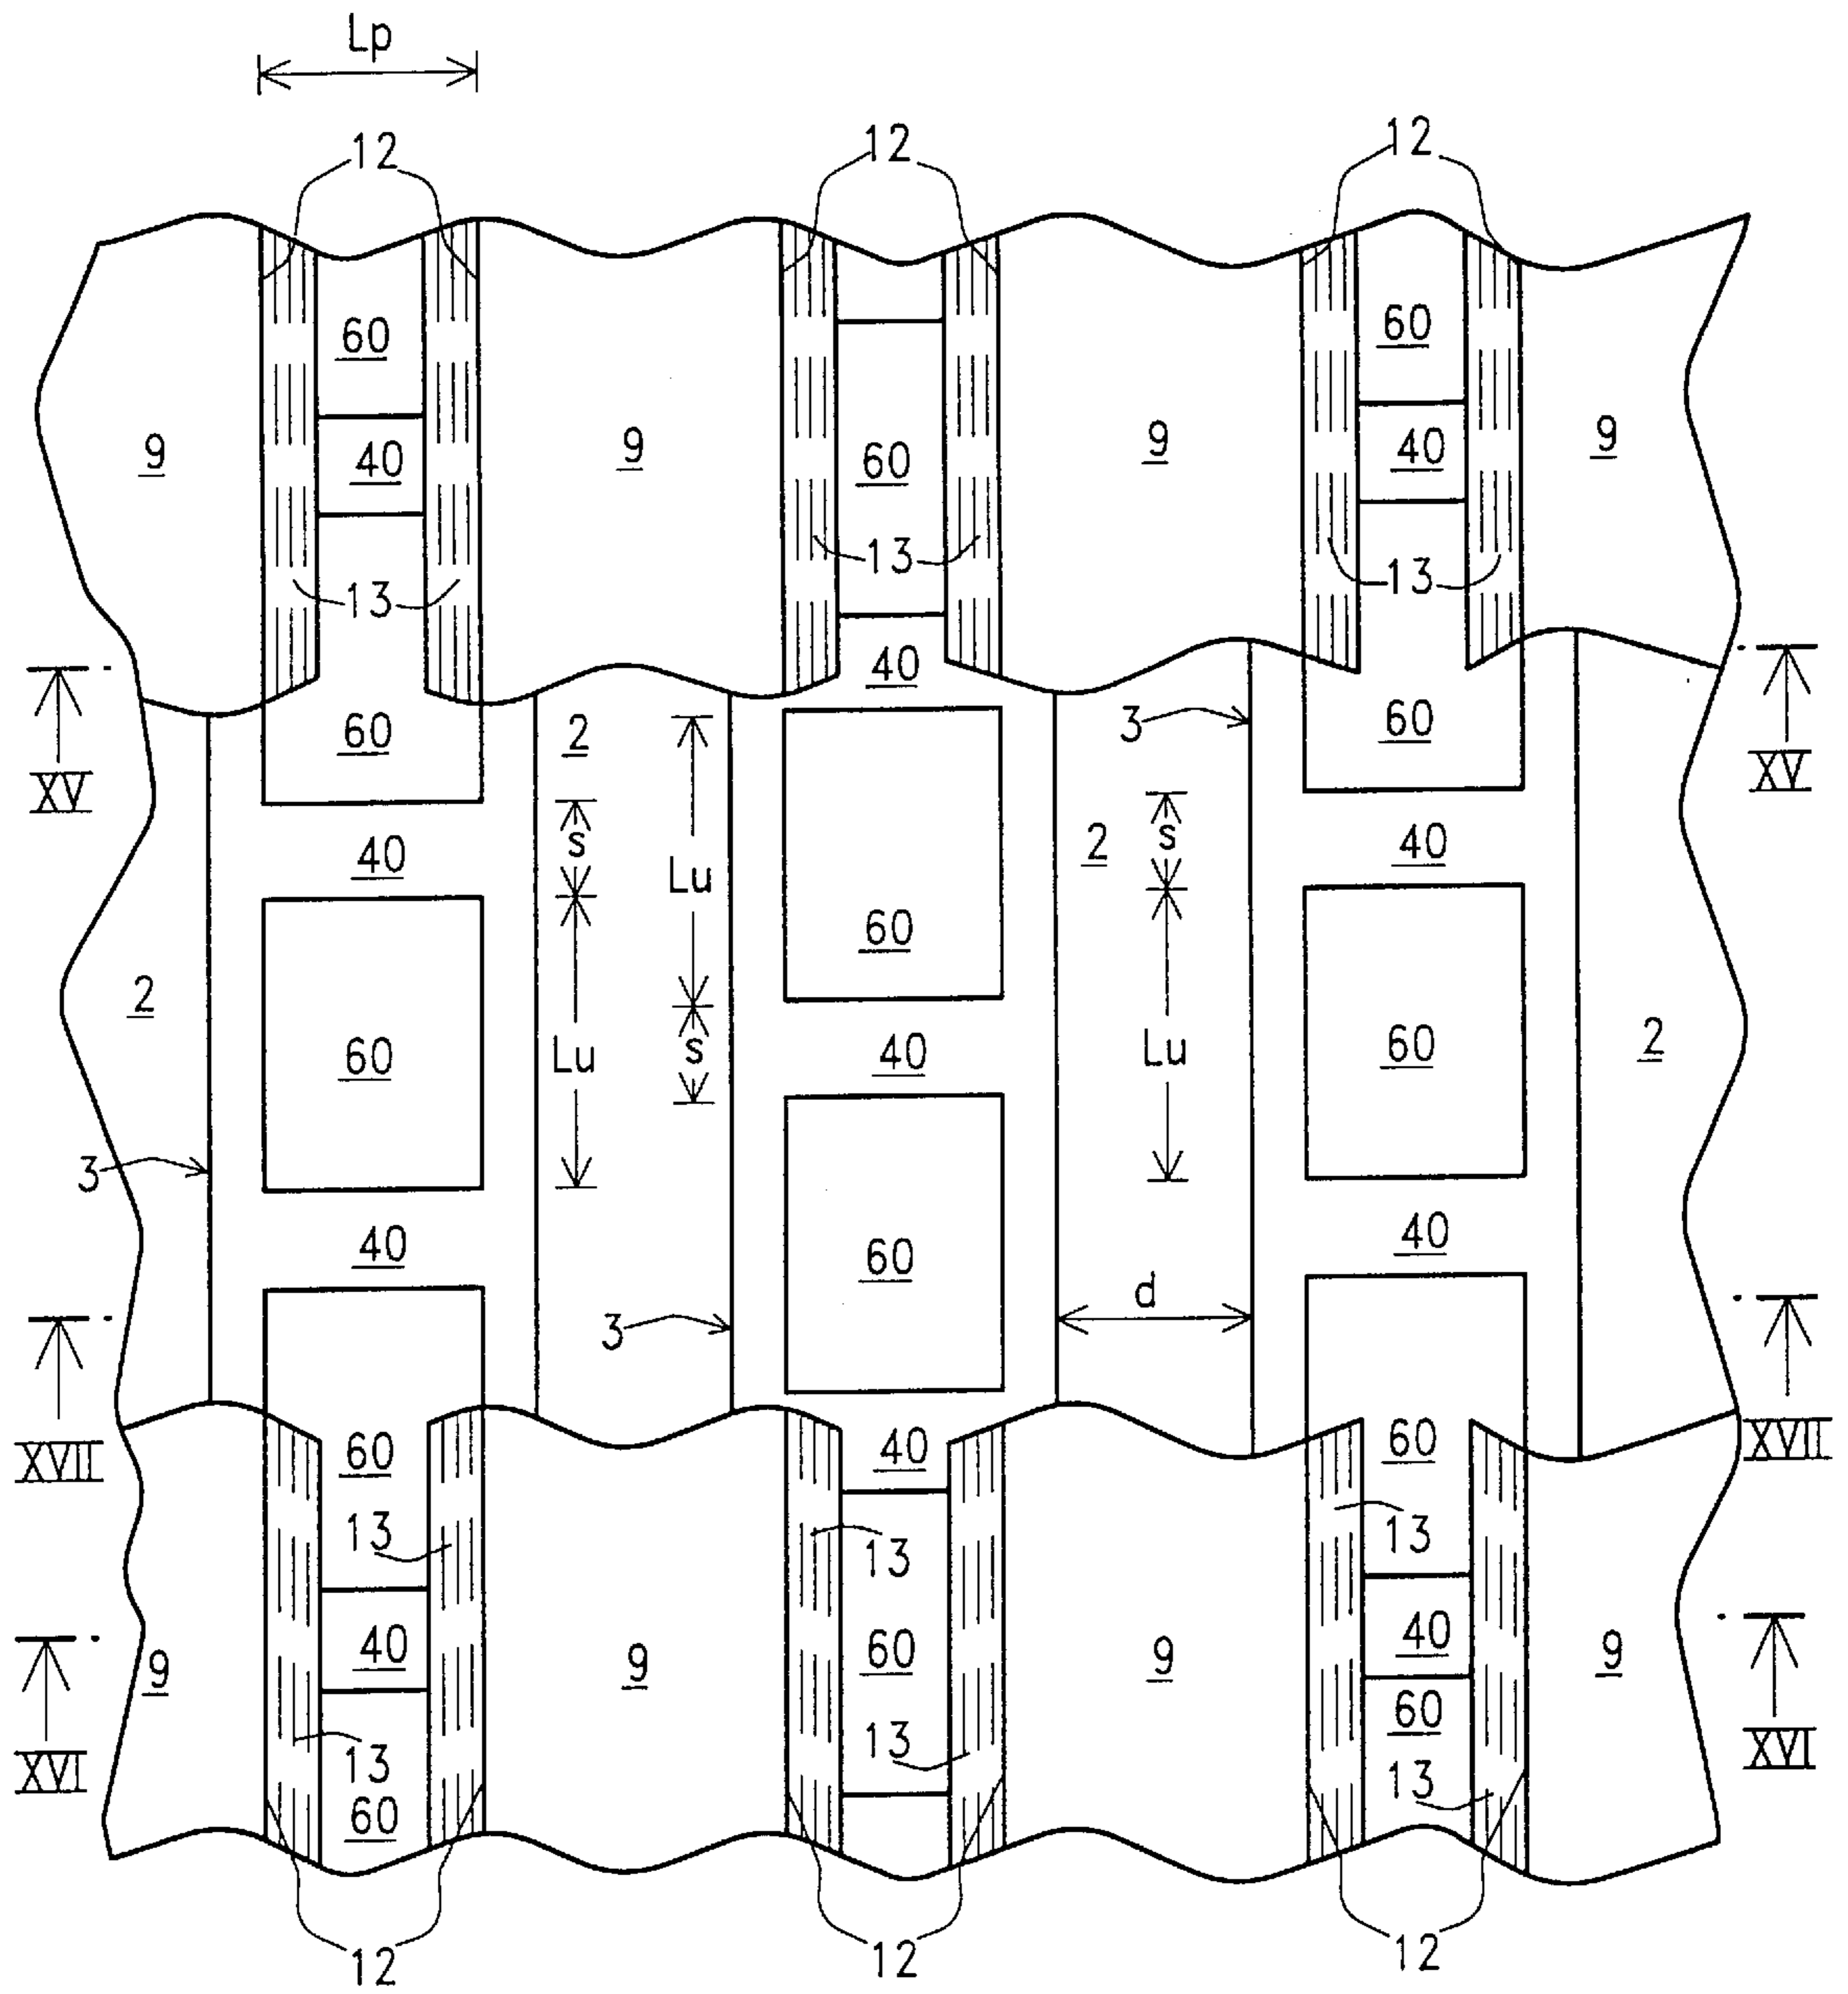 Lp
12 12 12
60 60
9 40 9 60 9 40 9
13 13 13
40
XV 60 2 3 60 XV
s Lu 2 s
40 60 40
2 60 Lu s 40 Lu 60 2
3
40 60 40
3 d
XVII 60 40 60 XVII
13 13 13
9 40 9 60 9 40 9
60
XVI 13 13 13 XVI
60
12 12 12